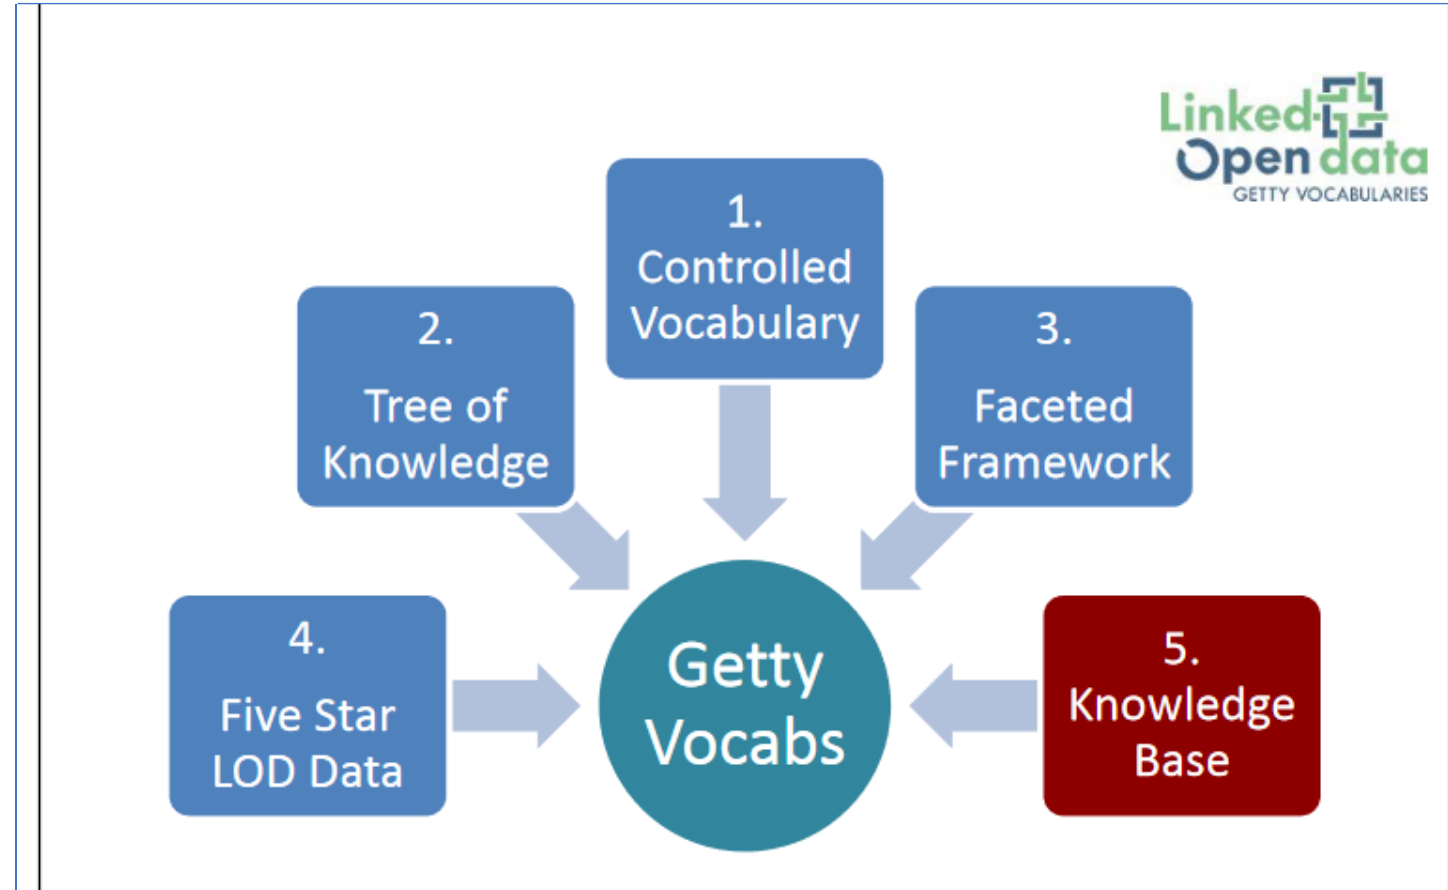 Linked
Open data
GETTY VOCABULARIES
1.
Controlled
Vocabulary
2.
Tree of
Knowledge
3.
Faceted
Framework
4.
Five Star
LOD Data
Getty
Vocabs
5.
Knowledge
Base